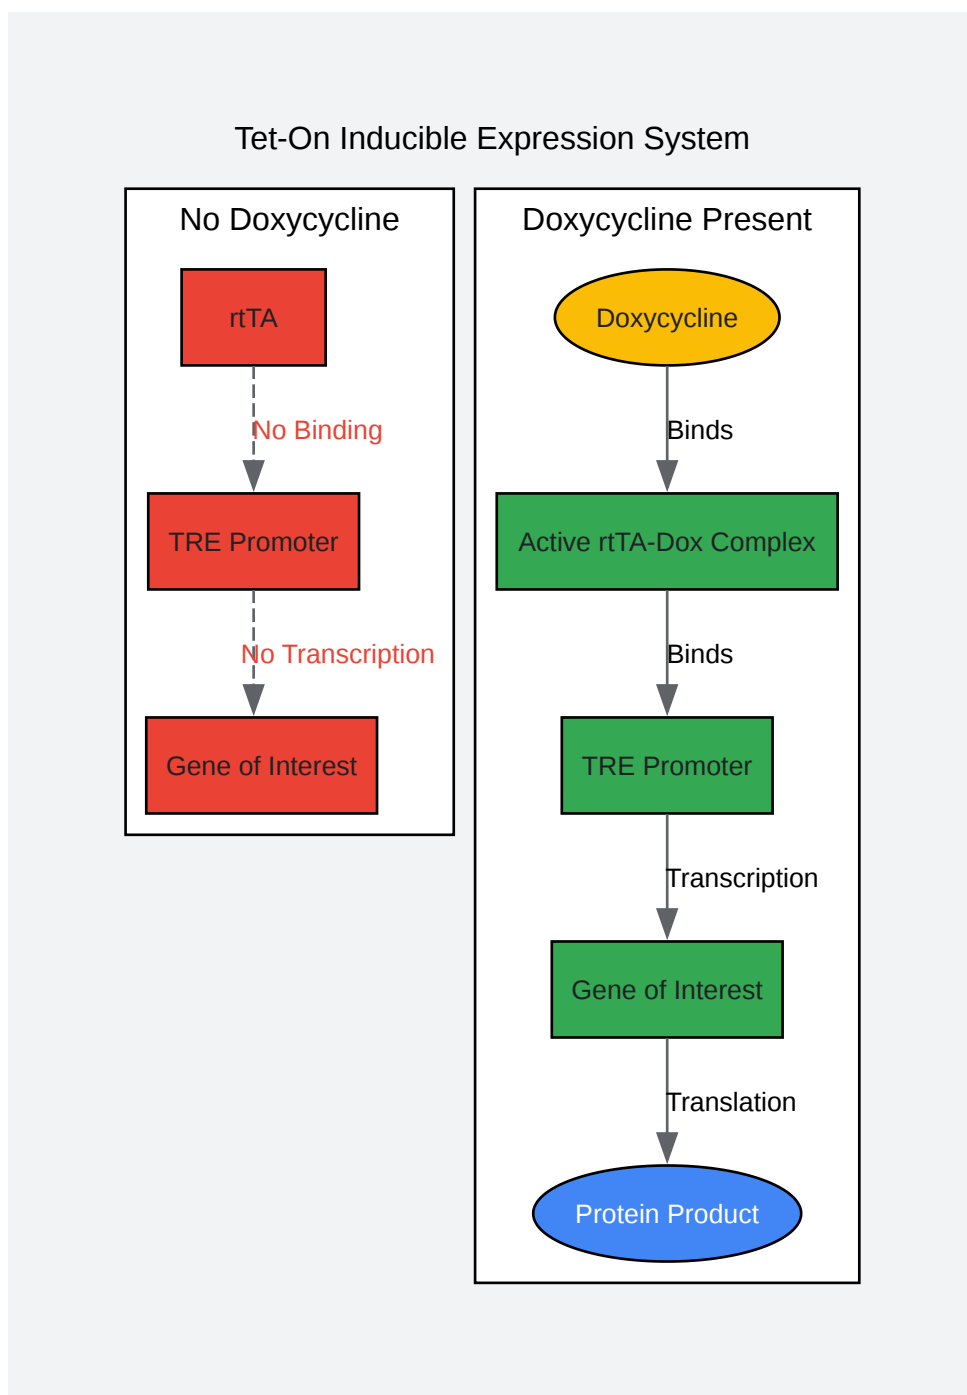 Tet-On Inducible Expression System
No Doxycycline
rtTA
No Binding
TRE Promoter
No Transcription
Gene of Interest
Doxycycline Present
Doxycycline
Binds
Active rtTA-Dox Complex
Binds
TRE Promoter
Transcription
Gene of Interest
Translation
Protein Product